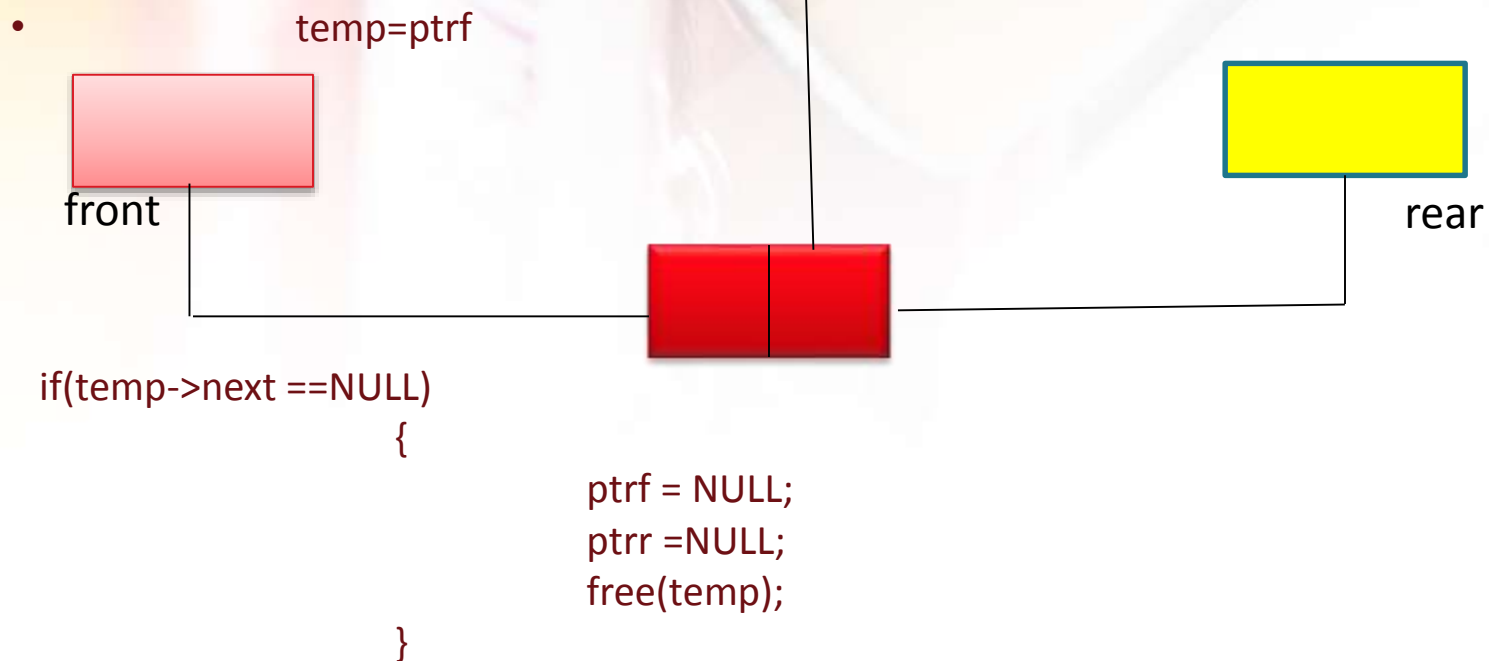 • temp=ptrf
front
rear
if(temp->next ==NULL)
{
ptrf = NULL;
ptrr =NULL;
free(temp);
}